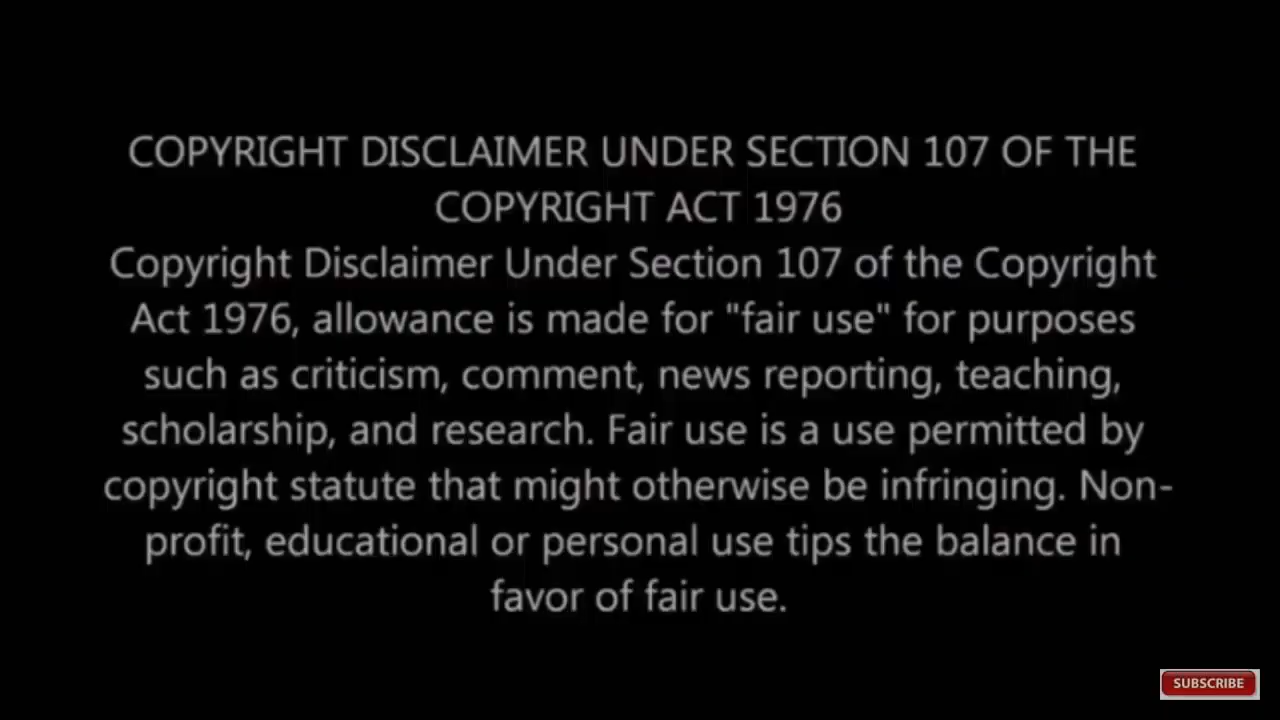 COPYRIGHT DISCLAIMER UNDER SECTION 107 OF THE
COPYRIGHT ACT 1976
Copyright Disclaimer Under Section 107 of the Copyright
Act 1976, allowance is made for "fair use" for purposes
such as criticism, comment, news reporting, teaching,
scholarship, and research. Fair use is a use permitted by
copyright statute that might otherwise be infringing. Non-
profit, educational or personal use tips the balance in
favor of fair use.
SUBSCRIBE